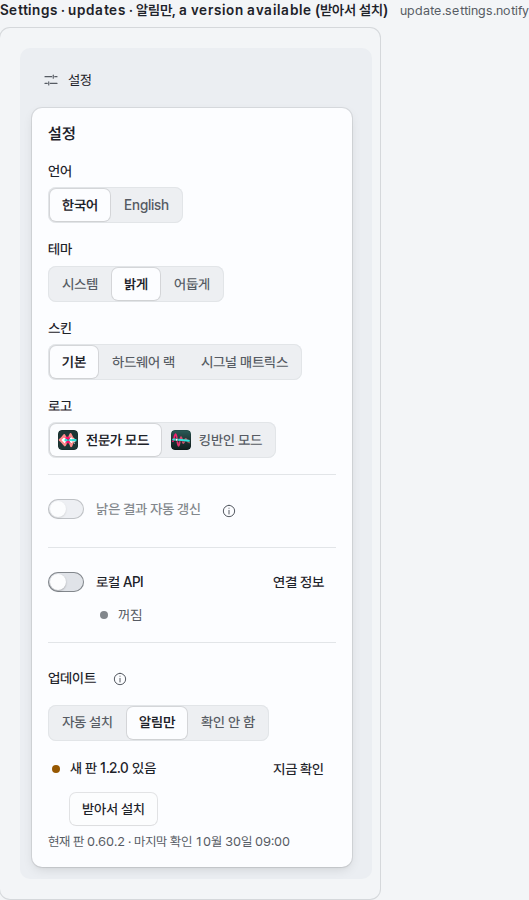 Settings · updates · 알림만, a version available (받아서 설치) update.settings.notify
설정
설정
언어
한국어 English
테마
시스템 밝게 어둡게
스킨
기본 하드웨어 랙 시그널 매트릭스
로고
전문가 모드 킹반인 모드
낡은 결과 자동 갱신
로컬 API 연결 정보
꺼짐
업데이트
자동 설치 알림만 확인 안 함
새 판 1.2.0 있음 지금 확인
받아서 설치
현재 판 0.60.2 · 마지막 확인 10월 30일 09:00